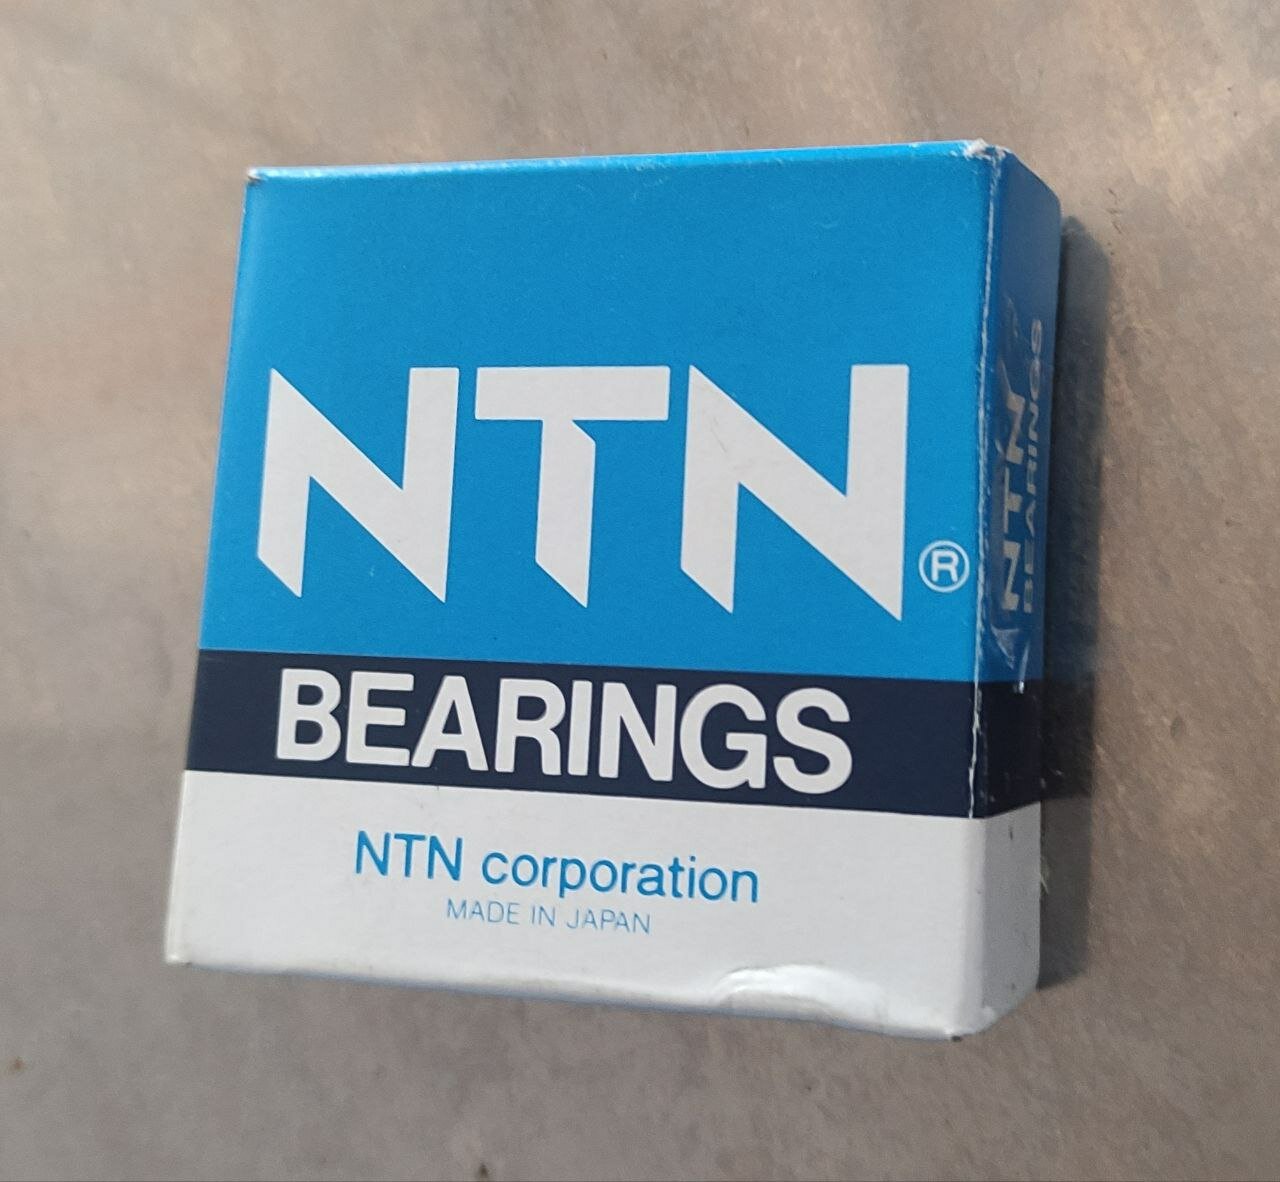 NTN®
BEARINGS
NTN corporation
MADE IN JAPAN
NTN
BEARINGS